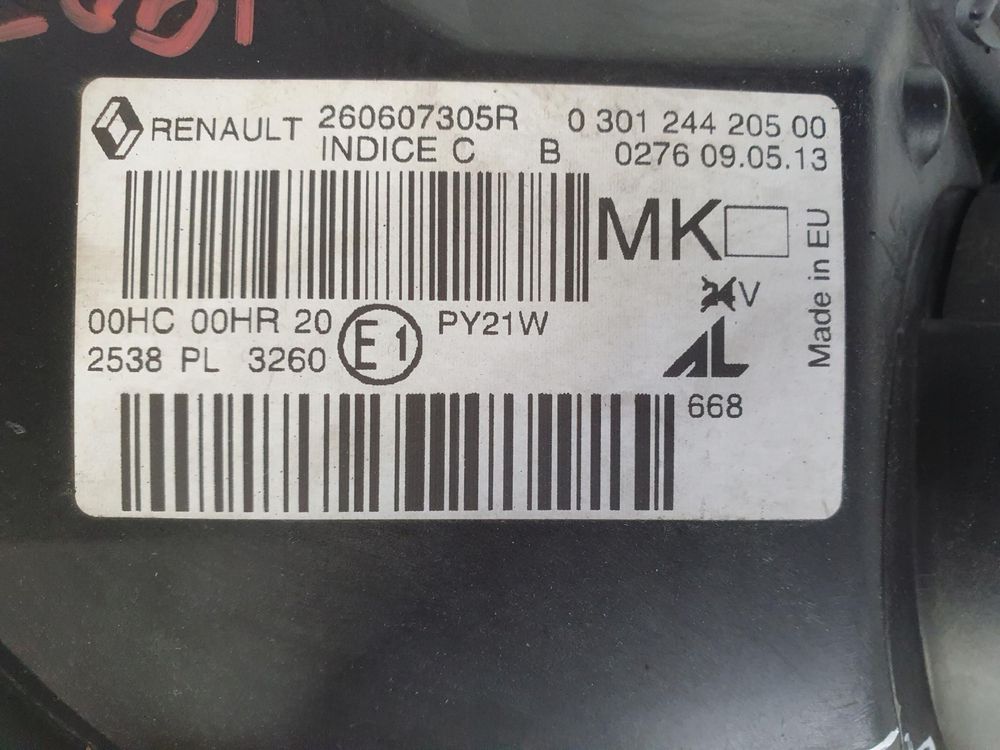 RENAULT 260607305R 0 301 244 205 00
INDICE C B 0276 09.05.13
MK
V
Made in EU
00HC 00HR 20 E1 PY21W
2538 PL 3260
AL
668